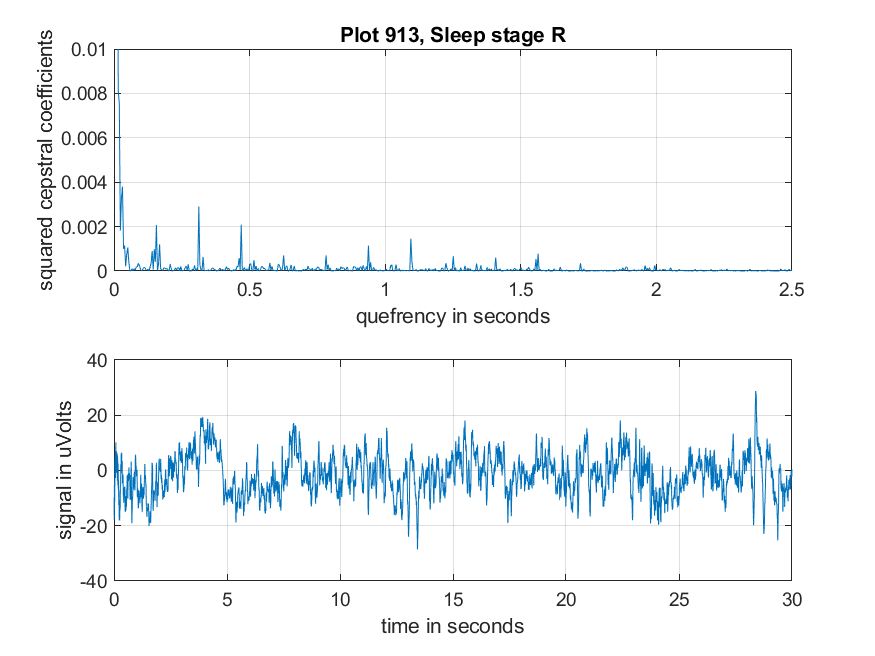 Plot 913, Sleep stage R
squared cepstral coefficients
0.01
0.008
0.006
0.004
0.002
0
0 0.5 1 1.5 2 2.5
quefrency in seconds
signal in uVolts
40
20
0
-20
-40
0 5 10 15 20 25 30
time in seconds